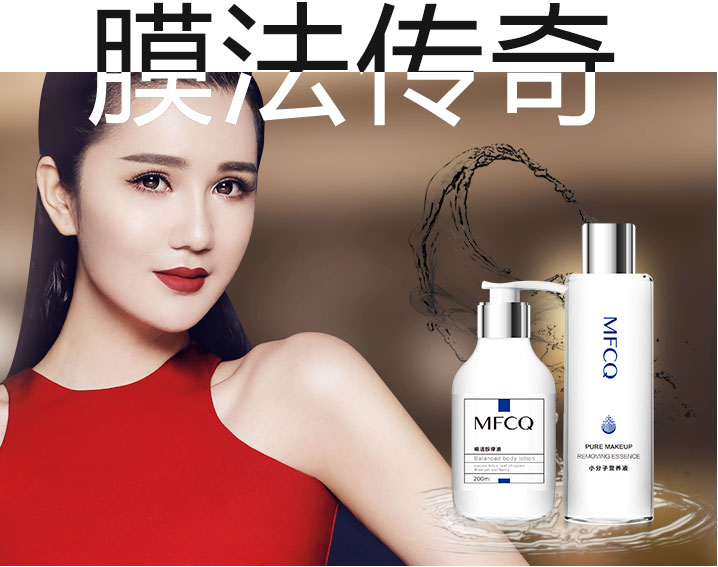 膜法传奇
MFCQ
Balanced body lotion
200ml
MFCQ
PURE MAKEUP
REMOVING ESSENCE
小分子营养液